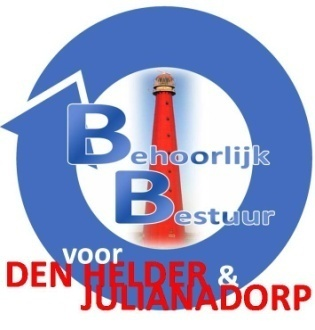 Behoorlijk
Bestuur
voor
DEN HELDER &
JULIANADORP